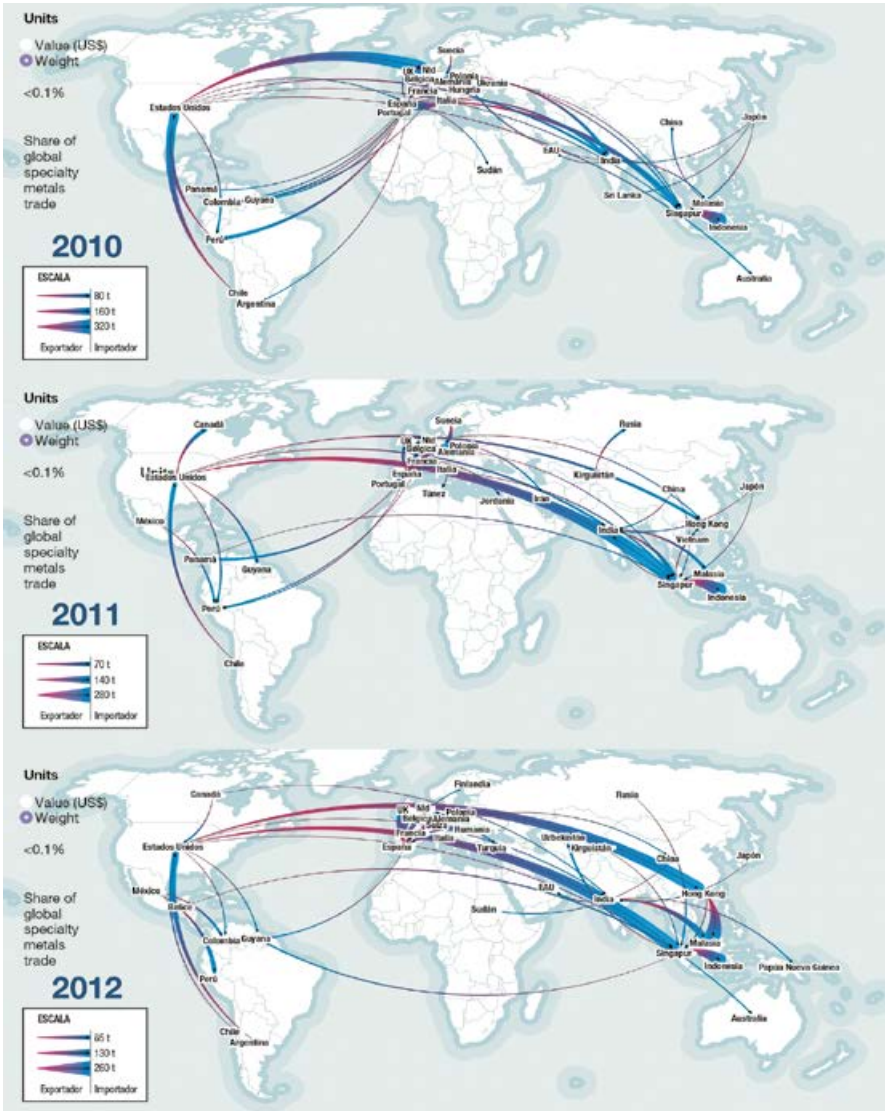 Units
Value (US$)
Weight
<0.1%
Share of
global
specialty
metals
trade
2010
ESCALA
80 t
160 t
320 t
Exportador Importador
Estados Unidos
Panamá
Colombia
Guyana
Perú
Chile
Argentina
Suecia
UK
Nld
Polonia
Bélgica
Alemania
Ukrania
Francia
Hungría
España
Italia
Portugal
Sudán
EAU
India
Sri Lanka
China
Japón
Malasia
Singapur
Indonesia
Australia
Units
Value (US$)
Weight
<0.1%
Share of
global
specialty
metals
trade
2011
ESCALA
70 t
140 t
280 t
Exportador Importador
Canadá
Units
Estados Unidos
México
Panamá
Guyana
Perú
Chile
Suecia
UK
Nld
Polonia
Bélgica
Alemania
Francia
España
Italia
Portugal
Túnez
Jordania
Irán
Rusia
Kirguistán
China
Japón
India
Hong Kong
Vietnam
Malasia
Singapur
Indonesia
Units
Value (US$)
Weight
<0.1%
Share of
global
specialty
metals
trade
2012
ESCALA
65 t
130 t
260 t
Exportador Importador
Canadá
Estados Unidos
México
Belice
Colombia
Guyana
Perú
Chile
Argentina
Finlandia
UK
Nld
Polonia
Bélgica
Alemania
Suiza
Rumania
Francia
Italia
España
Turquía
Uzbekistán
Kirguistán
Rusia
China
Japón
EAU
India
Hong Kong
Sudán
Malasia
Singapur
Indonesia
Papúa Nueva Guinea
Australia